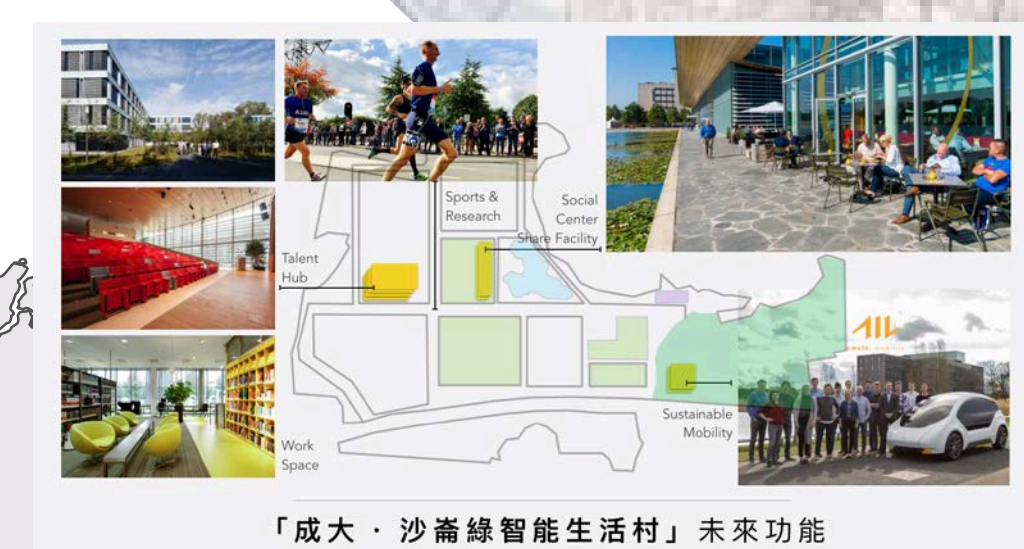 Sports &
Research
Social
Center
Share Facility
Talent
Hub
Work
Space
Sustainable
Mobility
「成大 · 沙崙綠智能生活村」未來功能